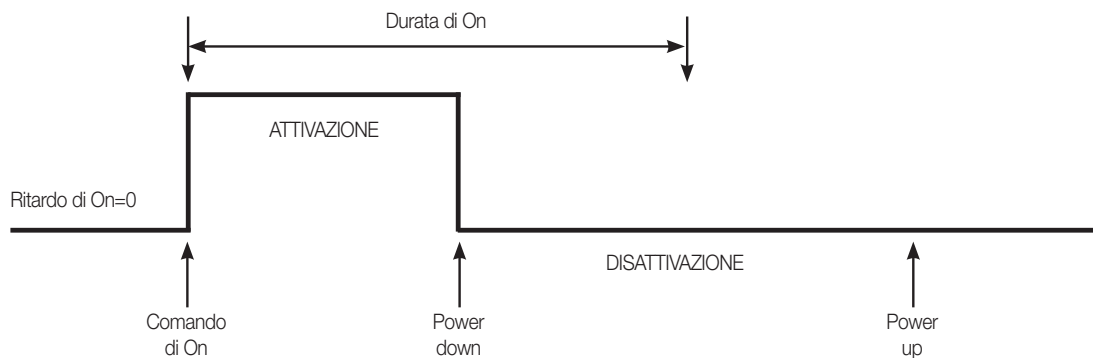 Durata di On
ATTIVAZIONE
Ritardo di On=0
DISATTIVAZIONE
Comando
di On
Power
down
Power
up